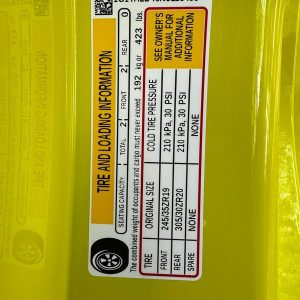 TIRE AND LOADING INFORMATION
SEATING CAPACITY TOTAL 2 FRONT 2 REAR 0
The combined weight of occupants and cargo must never exceed 192 kg or 423 lbs.
TIRE ORIGINAL SIZE COLD TIRE PRESSURE
FRONT 245/35ZR19 210 kPa, 30 PSI
REAR 305/30ZR20 210 kPa, 30 PSI
SPARE NONE NONE
SEE OWNER'S
MANUAL FOR
ADDITIONAL
INFORMATION